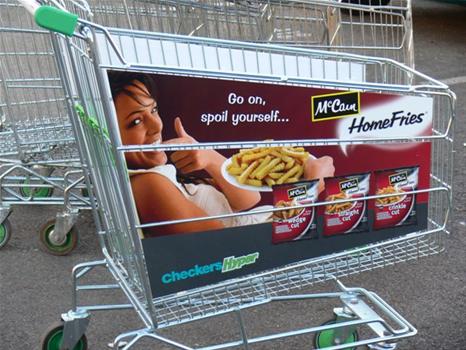 Go on,
spoil yourself...
McCain
HomeFries
McCain
wedge
cut
McCain
straight
cut
McCain
crinkle
cut
Checkers Hyper